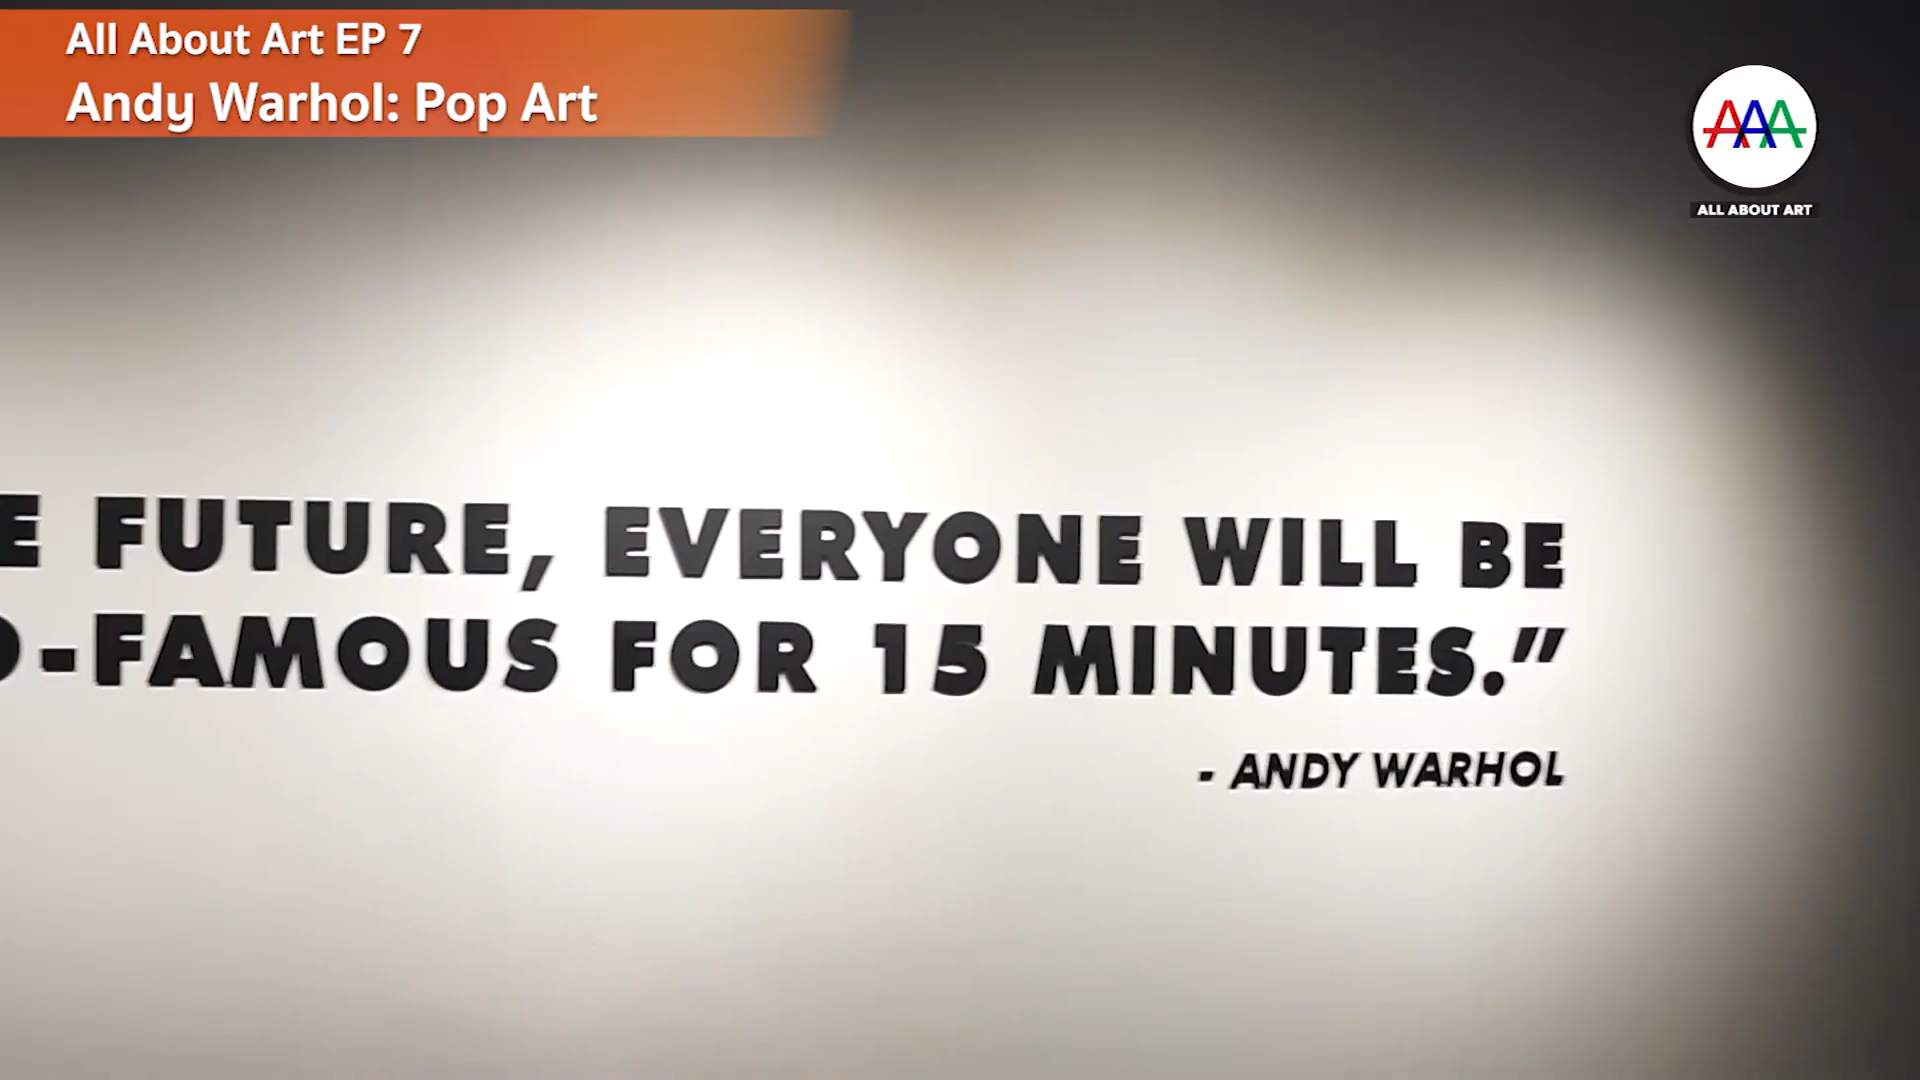 All About Art EP 7
Andy Warhol: Pop Art
AAA
ALL ABOUT ART
E FUTURE, EVERYONE WILL BE
-FAMOUS FOR 15 MINUTES.”
- ANDY WARHOL